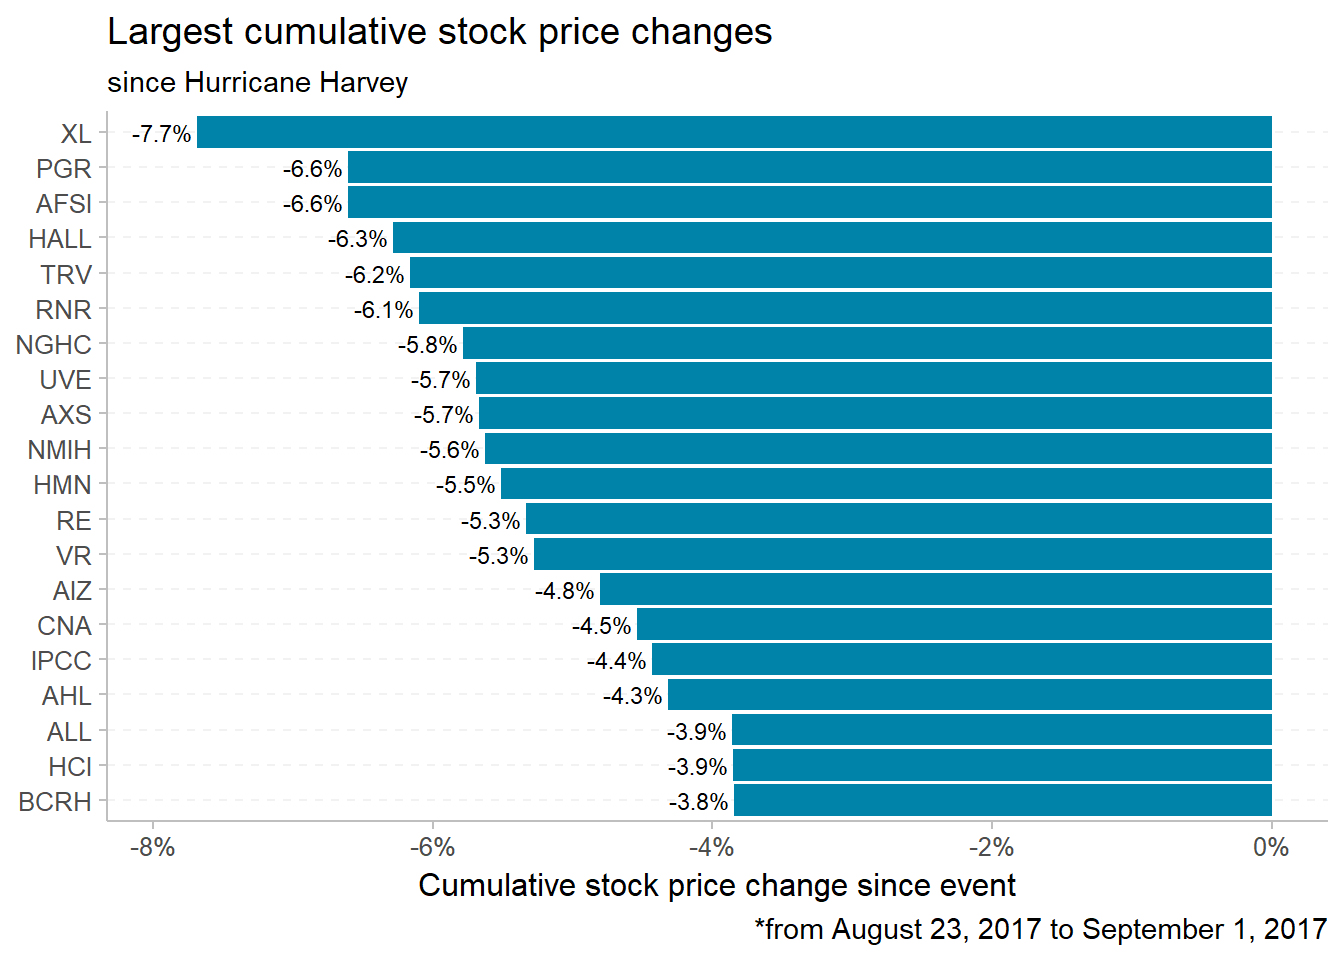 Largest cumulative stock price changes
since Hurricane Harvey
XL -7.7%
PGR -6.6%
AFSI -6.6%
HALL -6.3%
TRV -6.2%
RNR -6.1%
NGHC -5.8%
UVE -5.7%
AXS -5.7%
NMIH -5.6%
HMN -5.5%
RE -5.3%
VR -5.3%
AIZ -4.8%
CNA -4.5%
IPCC -4.4%
AHL -4.3%
ALL -3.9%
HCI -3.9%
BCRH -3.8%
-8% -6% -4% -2% 0%
Cumulative stock price change since event
*from August 23, 2017 to September 1, 2017